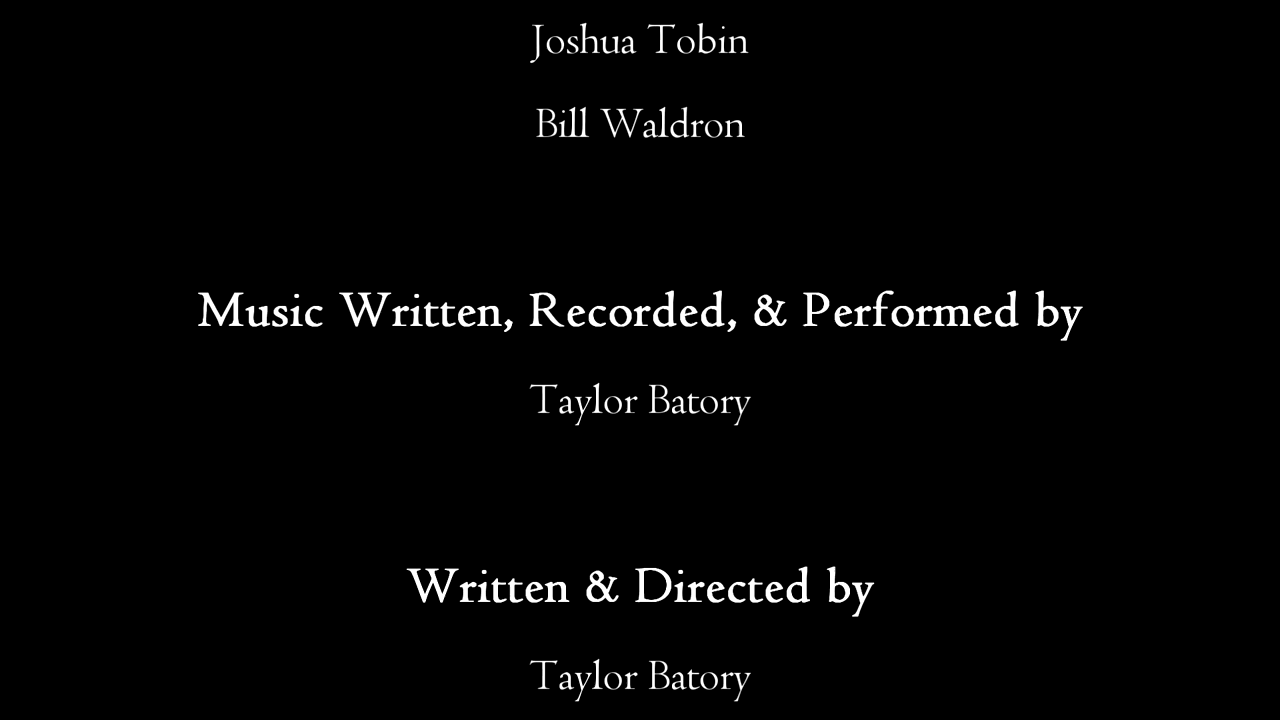 Joshua Tobin
Bill Waldron
Music Written, Recorded, & Performed by
Taylor Batory
Written & Directed by
Taylor Batory